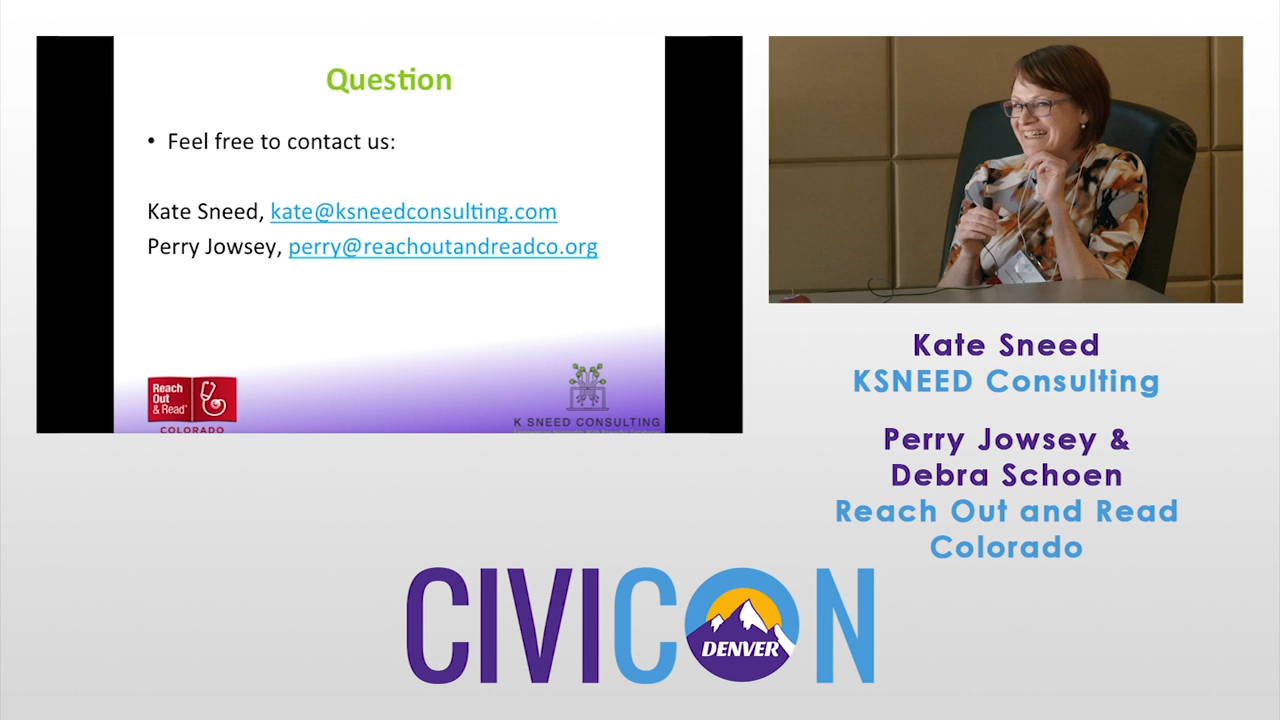 Question
• Feel free to contact us:
Kate Sneed, kate@ksneedconsulting.com
Perry Jowsey, perry@reachoutandreadco.org
Reach
Out
& Read
COLORADO
K SNEED CONSULTING
Kate Sneed
KSNEED Consulting
Perry Jowsey &
Debra Schoen
Reach Out and Read
Colorado
CIVICON
DENVER